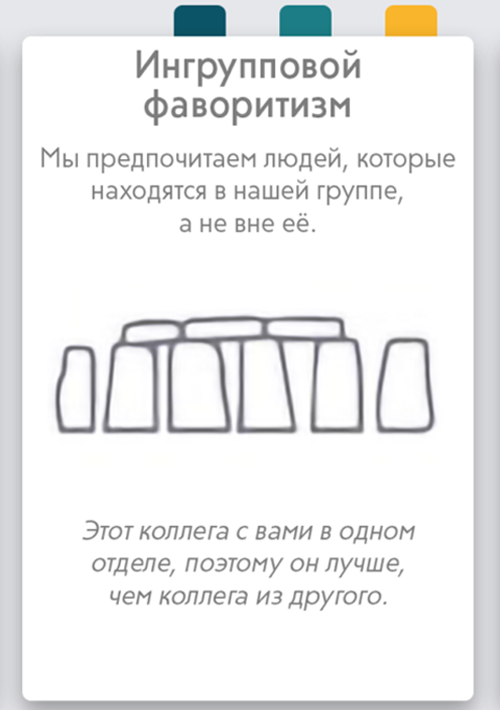 Ингрупповой
фаворитизм
Мы предпочитаем людей, которые
находятся в нашей группе,
а не вне её.
Этот коллега с вами в одном
отделе, поэтому он лучше,
чем коллега из другого.